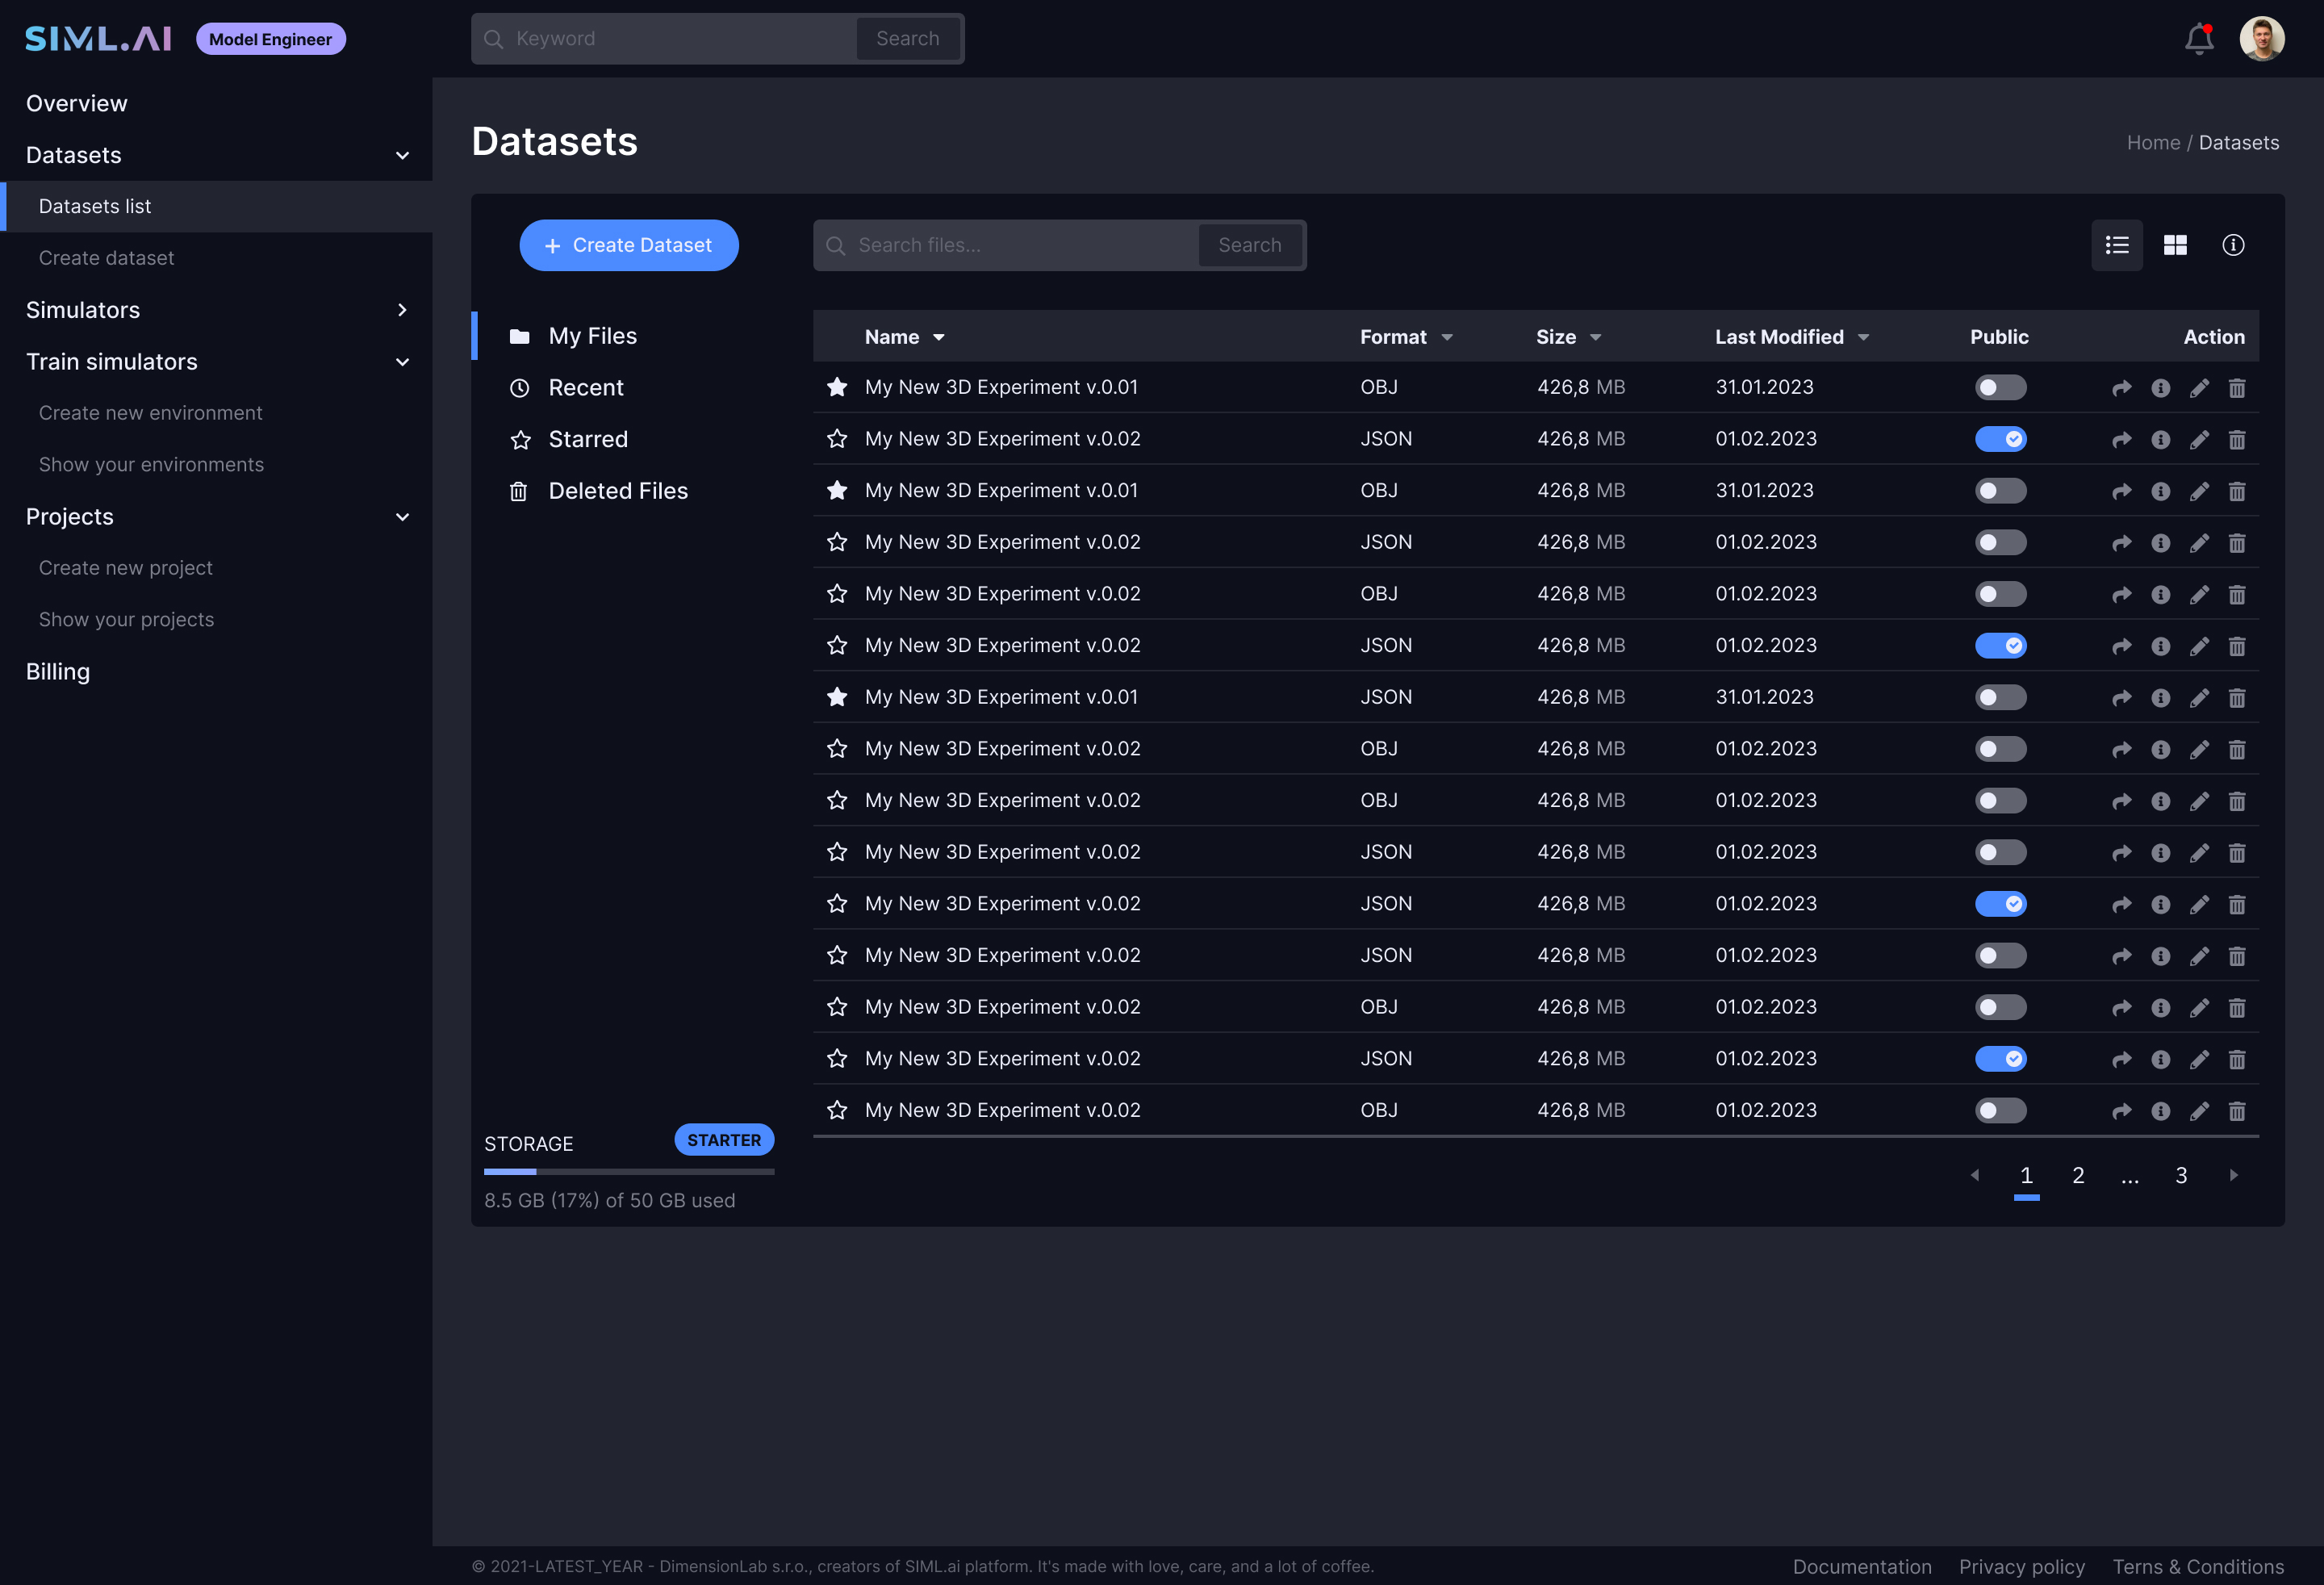 SIML.AI
Model Engineer
Keyword
Search
Overview
Datasets
Datasets list
Create dataset
Simulators
Train simulators
Create new environment
Show your environments
Projects
Create new project
Show your projects
Billing
Datasets
Home / Datasets
+ Create Dataset
Search files...
Search
My Files
Recent
Starred
Deleted Files
Name Format Size Last Modified Public Action
My New 3D Experiment v.0.01 OBJ 426,8 MB 31.01.2023
My New 3D Experiment v.0.02 JSON 426,8 MB 01.02.2023
My New 3D Experiment v.0.01 OBJ 426,8 MB 31.01.2023
My New 3D Experiment v.0.02 JSON 426,8 MB 01.02.2023
My New 3D Experiment v.0.02 OBJ 426,8 MB 01.02.2023
My New 3D Experiment v.0.02 JSON 426,8 MB 01.02.2023
My New 3D Experiment v.0.01 JSON 426,8 MB 31.01.2023
My New 3D Experiment v.0.02 OBJ 426,8 MB 01.02.2023
My New 3D Experiment v.0.02 OBJ 426,8 MB 01.02.2023
My New 3D Experiment v.0.02 JSON 426,8 MB 01.02.2023
My New 3D Experiment v.0.02 JSON 426,8 MB 01.02.2023
My New 3D Experiment v.0.02 JSON 426,8 MB 01.02.2023
My New 3D Experiment v.0.02 OBJ 426,8 MB 01.02.2023
My New 3D Experiment v.0.02 JSON 426,8 MB 01.02.2023
My New 3D Experiment v.0.02 OBJ 426,8 MB 01.02.2023
STORAGE
STARTER
8.5 GB (17%) of 50 GB used
1 2 ... 3
© 2021-LATEST_YEAR - DimensionLab s.r.o., creators of SIML.ai platform. It's made with love, care, and a lot of coffee.
Documentation Privacy policy Terns & Conditions